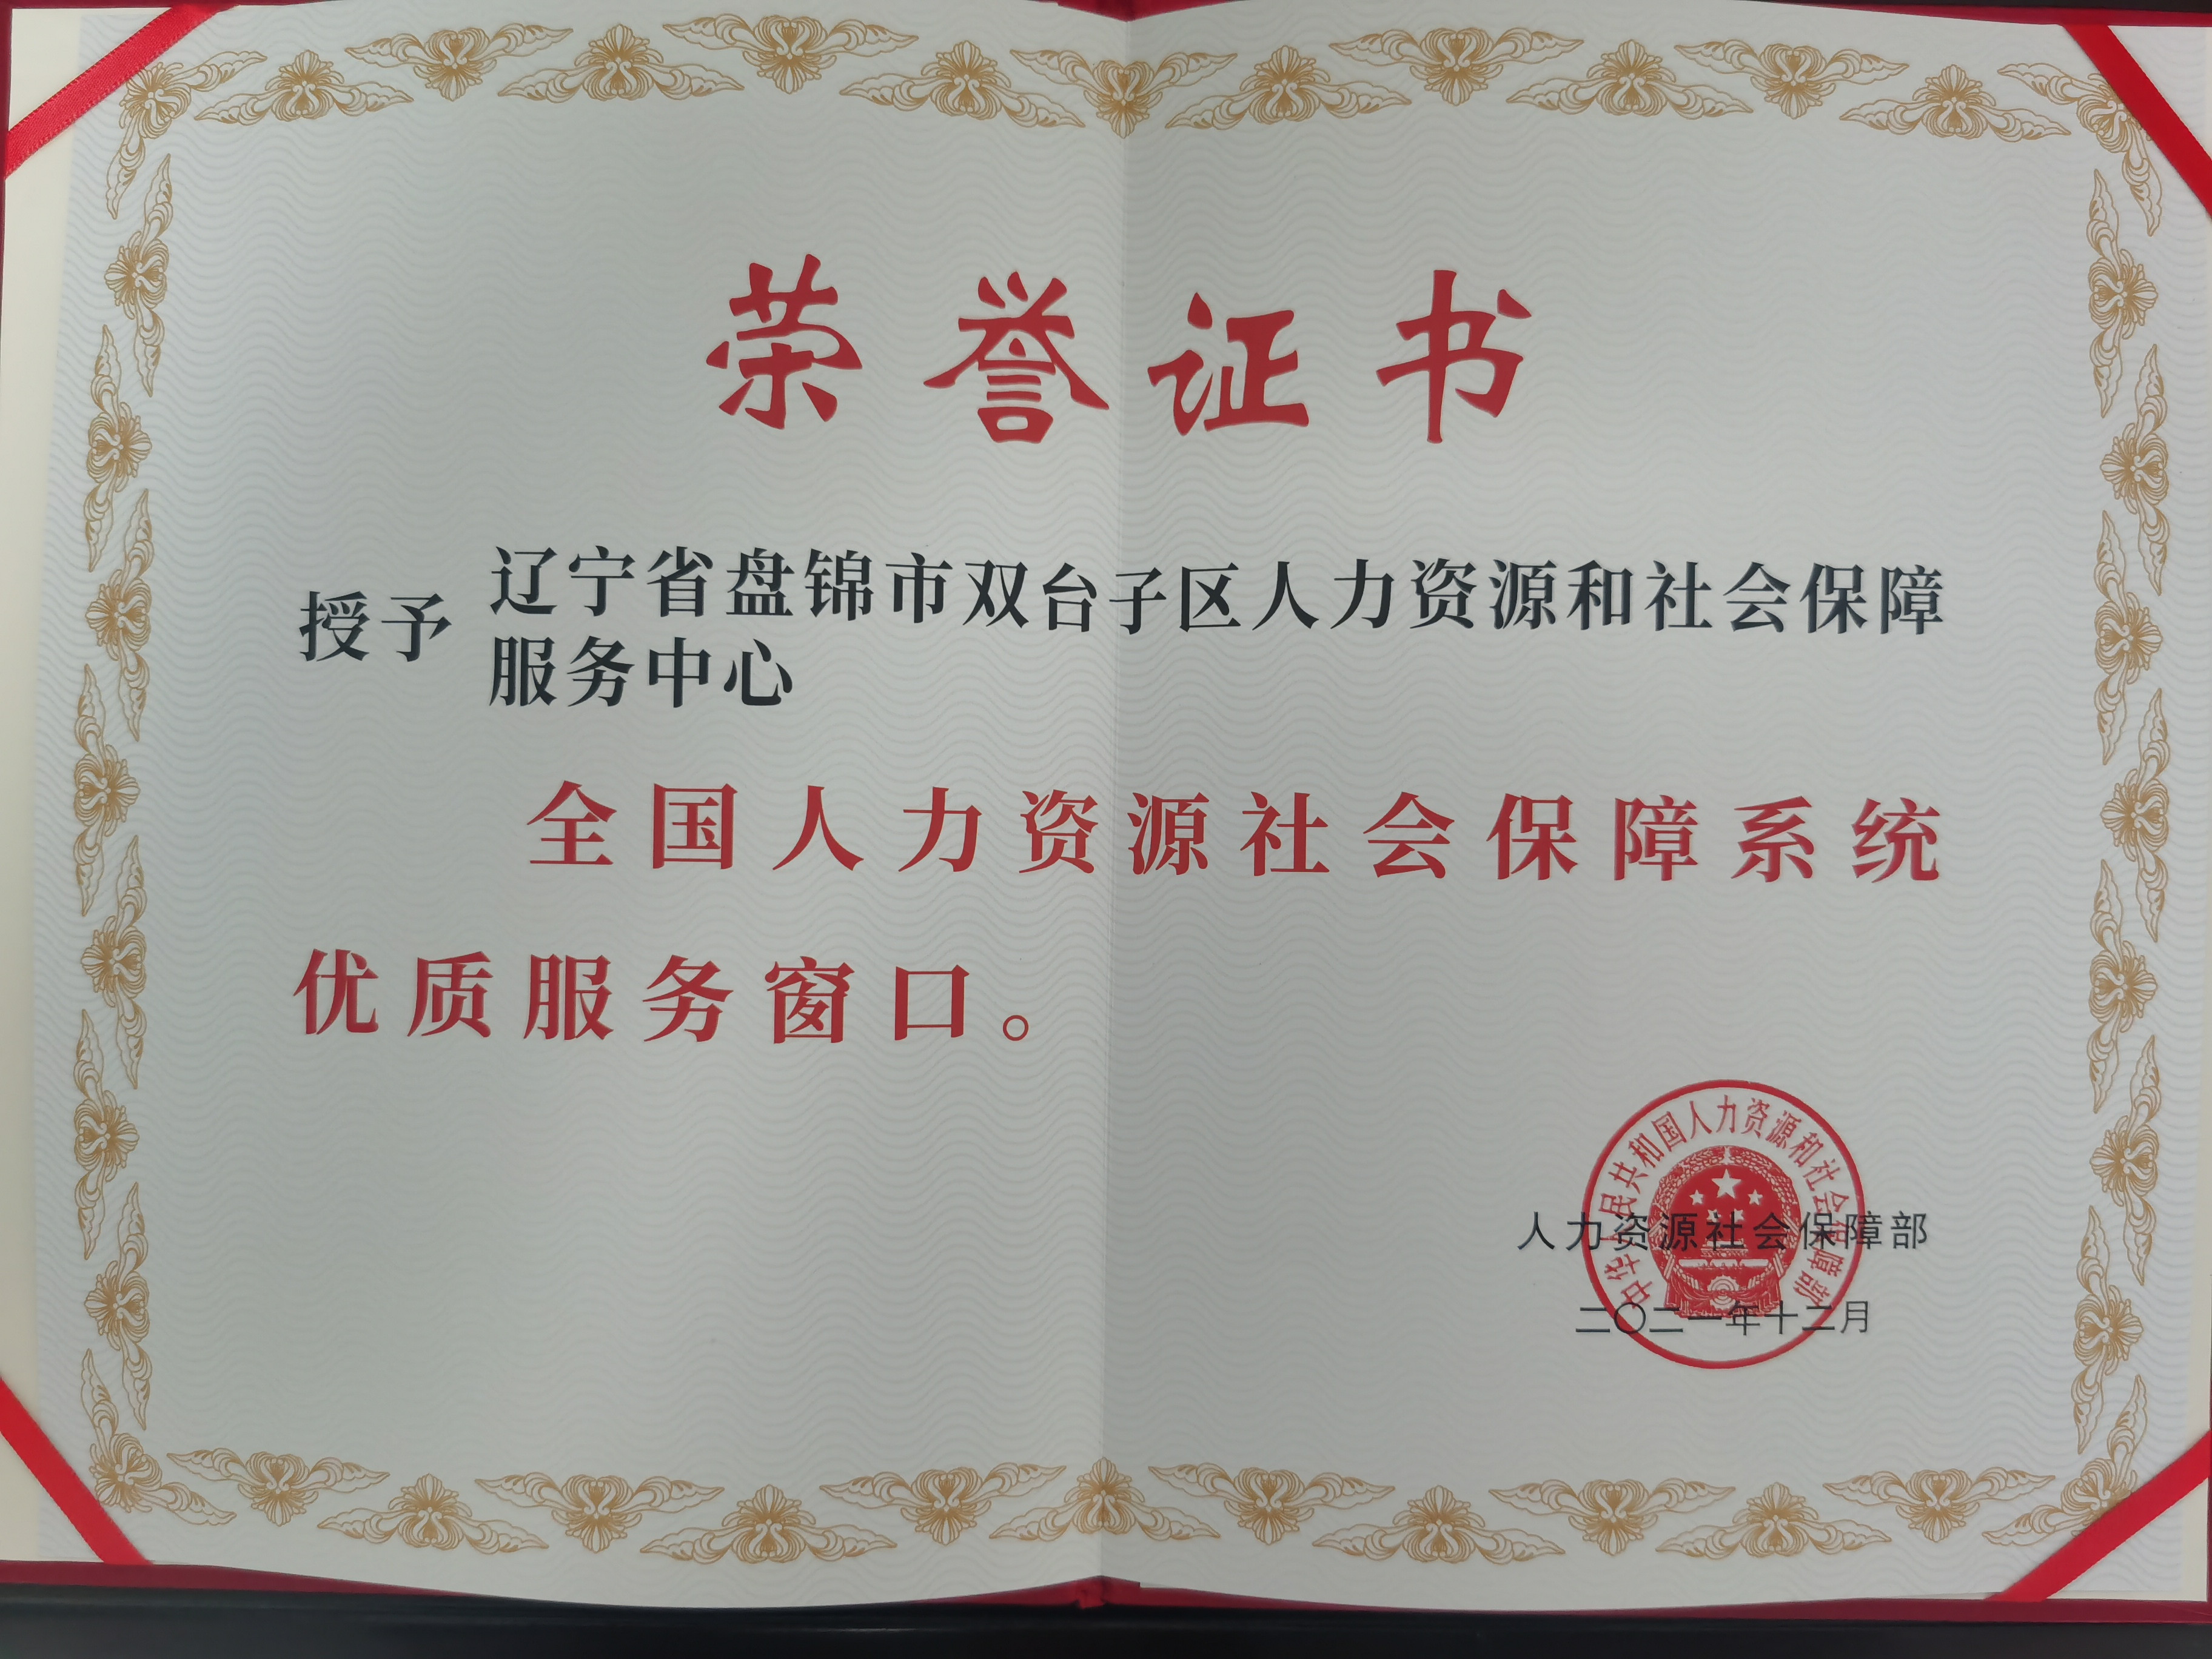 荣誉证书
授予 辽宁省盘锦市双台子区人力资源和社会保障
服务中心
全国人力资源社会保障系统
优质服务窗口。
中华人民共和国人力资源和社会保障部
人力资源社会保障部
二〇二一年十二月